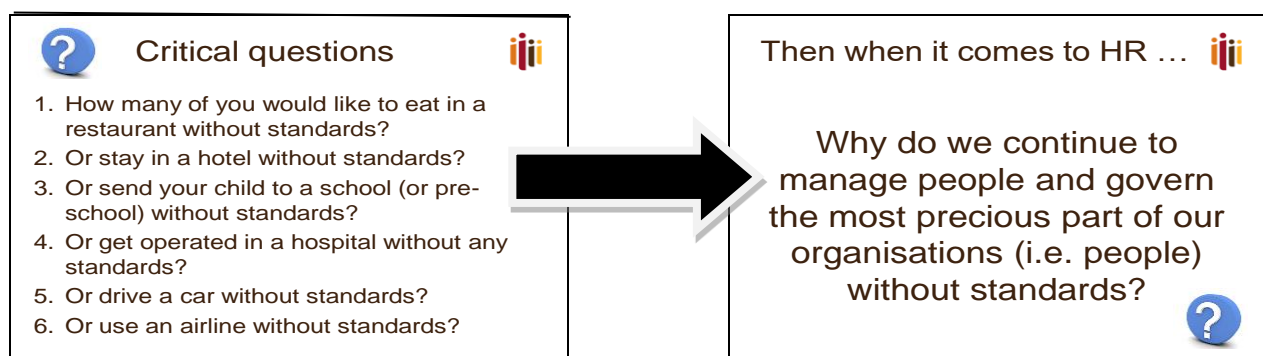 Critical questions
1. How many of you would like to eat in a
restaurant without standards?
2. Or stay in a hotel without standards?
3. Or send your child to a school (or pre-
school) without standards?
4. Or get operated in a hospital without any
standards?
5. Or drive a car without standards?
6. Or use an airline without standards?
Then when it comes to HR ...
Why do we continue to
manage people and govern
the most precious part of our
organisations (i.e. people)
without standards?